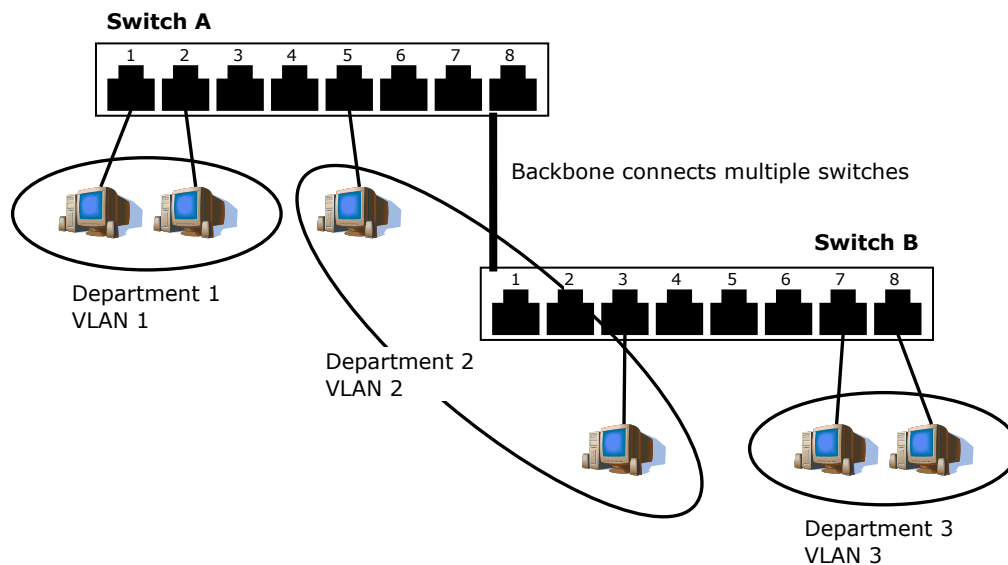 Switch A
1 2 3 4 5 6 7 8
Backbone connects multiple switches
Switch B
1 2 3 4 5 6 7 8
Department 1
VLAN 1
Department 2
VLAN 2
Department 3
VLAN 3